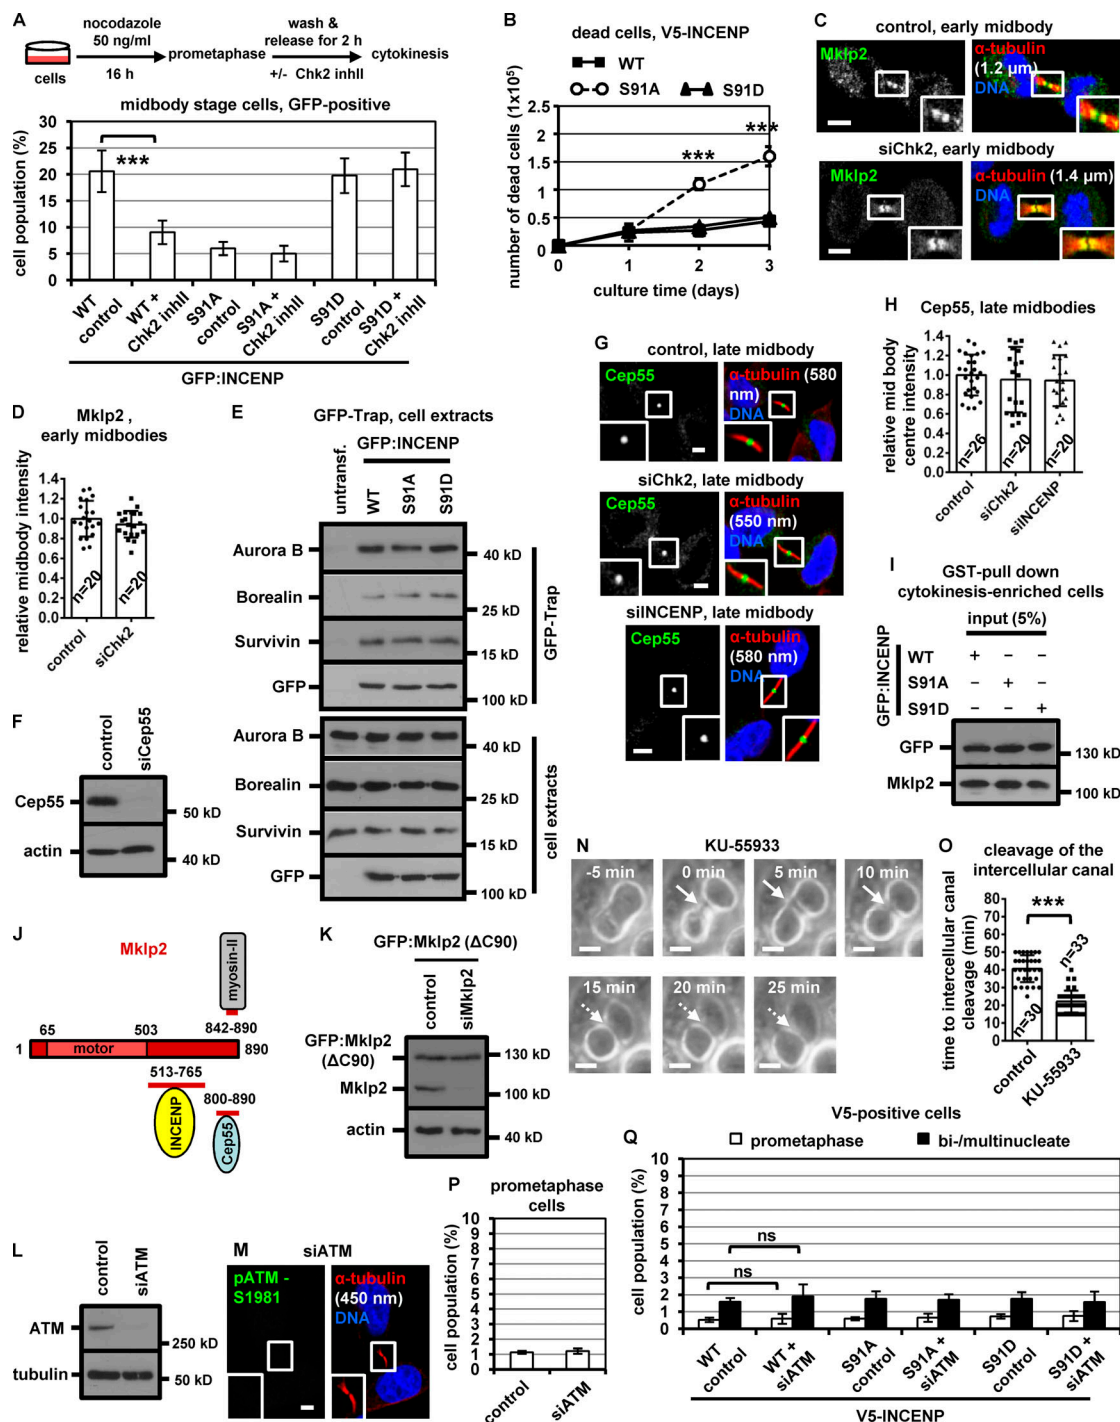 A
nocodazole
50 ng/ml
16 h
cells
prometaphase
wash &
release for 2 h
+/- Chk2 inhII
cytokinesis
midbody stage cells, GFP-positive
cell population (%)
30
25
20
15
10
5
0
***
WT control
WT + Chk2 inhII
S91A control
S91A + Chk2 inhII
S91D control
S91D + Chk2 inhII
GFP:INCENP
B
dead cells, V5-INCENP
WT
S91A
S91D
number of dead cells (1x10⁵)
2.5
2
1.5
1
0.5
0
***
***
0 1 2 3
culture time (days)
C
control, early midbody
Mklp2
α-tubulin
(1.2 μm)
DNA
siChk2, early midbody
Mklp2
α-tubulin (1.4 μm)
DNA
D
Mklp2 ,
early midbodies
relative midbody intensity
1.4
1.2
1.0
0.8
0.6
0.4
0.2
0
n=20
n=20
control
siChk2
E
GFP-Trap, cell extracts
GFP:INCENP
untransf.
WT
S91A
S91D
Aurora B
40 kD
Borealin
25 kD
Survivin
15 kD
GFP
100 kD
GFP-Trap
Aurora B
40 kD
Borealin
25 kD
Survivin
15 kD
GFP
100 kD
cell extracts
F
control
siCep55
Cep55
50 kD
actin
40 kD
G
control, late midbody
Cep55
α-tubulin (580
nm)
DNA
siChk2, late midbody
Cep55
α-tubulin
(550 nm)
DNA
siINCENP, late midbody
Cep55
α-tubulin
(580 nm)
DNA
H
Cep55, late midbodies
relative mid body
centre intensity
1.4
1.2
1.0
0.8
0.6
0.4
0.2
0
n=26
n=20
n=20
control
siChk2
siINCENP
I
GST-pull down
cytokinesis-enriched cells
input (5%)
GFP:INCENP
WT + – –
S91A – + –
S91D – – +
GFP
130 kD
Mklp2
100 kD
J
Mklp2
myosin-II
842-890
65
503
1
motor
890
513-765
800-890
INCENP
Cep55
K
GFP:Mklp2 (ΔC90)
control
siMklp2
GFP:Mklp2
(ΔC90)
130 kD
Mklp2
100 kD
actin
40 kD
L
control
siATM
ATM
250 kD
tubulin
50 kD
M
siATM
pATM -
S1981
α-tubulin
(450 nm)
DNA
N
KU-55933
-5 min
0 min
5 min
10 min
15 min
20 min
25 min
O
cleavage of the
intercellular canal
time to intercellular canal
cleavage (min)
80
70
60
50
40
30
20
10
0
***
n=30
n=33
control
KU-55933
P
prometaphase
cells
cell population (%)
10
9
8
7
6
5
4
3
2
1
0
control
siATM
Q
V5-positive cells
prometaphase
bi-/multinucleate
cell population (%)
10
9
8
7
6
5
4
3
2
1
0
ns
ns
WT control
WT + siATM
S91A control
S91A + siATM
S91D control
S91D + siATM
V5-INCENP